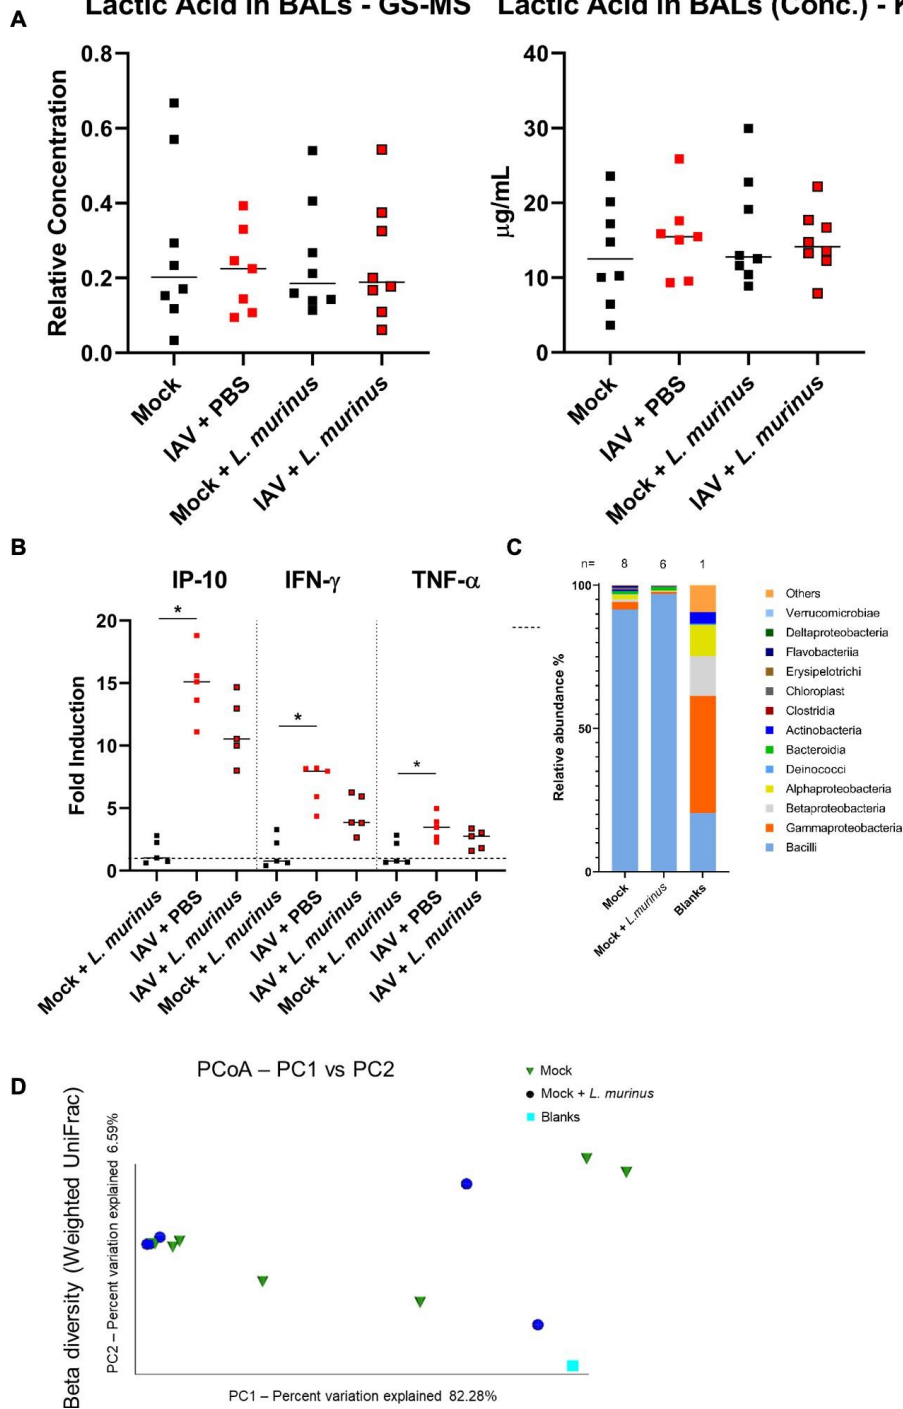 A
Lactic Acid in BALs - GS-MS
Lactic Acid in BALs (Conc.) - K
Relative Concentration
0.8
0.6
0.4
0.2
0.0
Mock
IAV + PBS
Mock + L. murinus
IAV + L. murinus
µg/mL
40
30
20
10
0
Mock
IAV + PBS
Mock + L. murinus
IAV + L. murinus
B
IP-10
IFN-γ
TNF-α
*
*
*
Fold Induction
20
15
10
5
0
Mock + L. murinus
IAV + PBS
IAV + L. murinus
Mock + L. murinus
IAV + PBS
IAV + L. murinus
Mock + L. murinus
IAV + PBS
IAV + L. murinus
C
n= 8 6 1
Relative abundance %
100
50
0
Mock
Mock + L.murinus
Blanks
Others
Verrucomicrobiae
Deltaproteobacteria
Flavobacteriia
Erysipelotrichi
Chloroplast
Clostridia
Actinobacteria
Bacteroidia
Deinococci
Alphaproteobacteria
Betaproteobacteria
Gammaproteobacteria
Bacilli
D
PCoA – PC1 vs PC2
Mock
Mock + L. murinus
Blanks
Beta diversity (Weighted UniFrac)
PC2 – Percent variation explained 6.59%
PC1 – Percent variation explained 82.28%